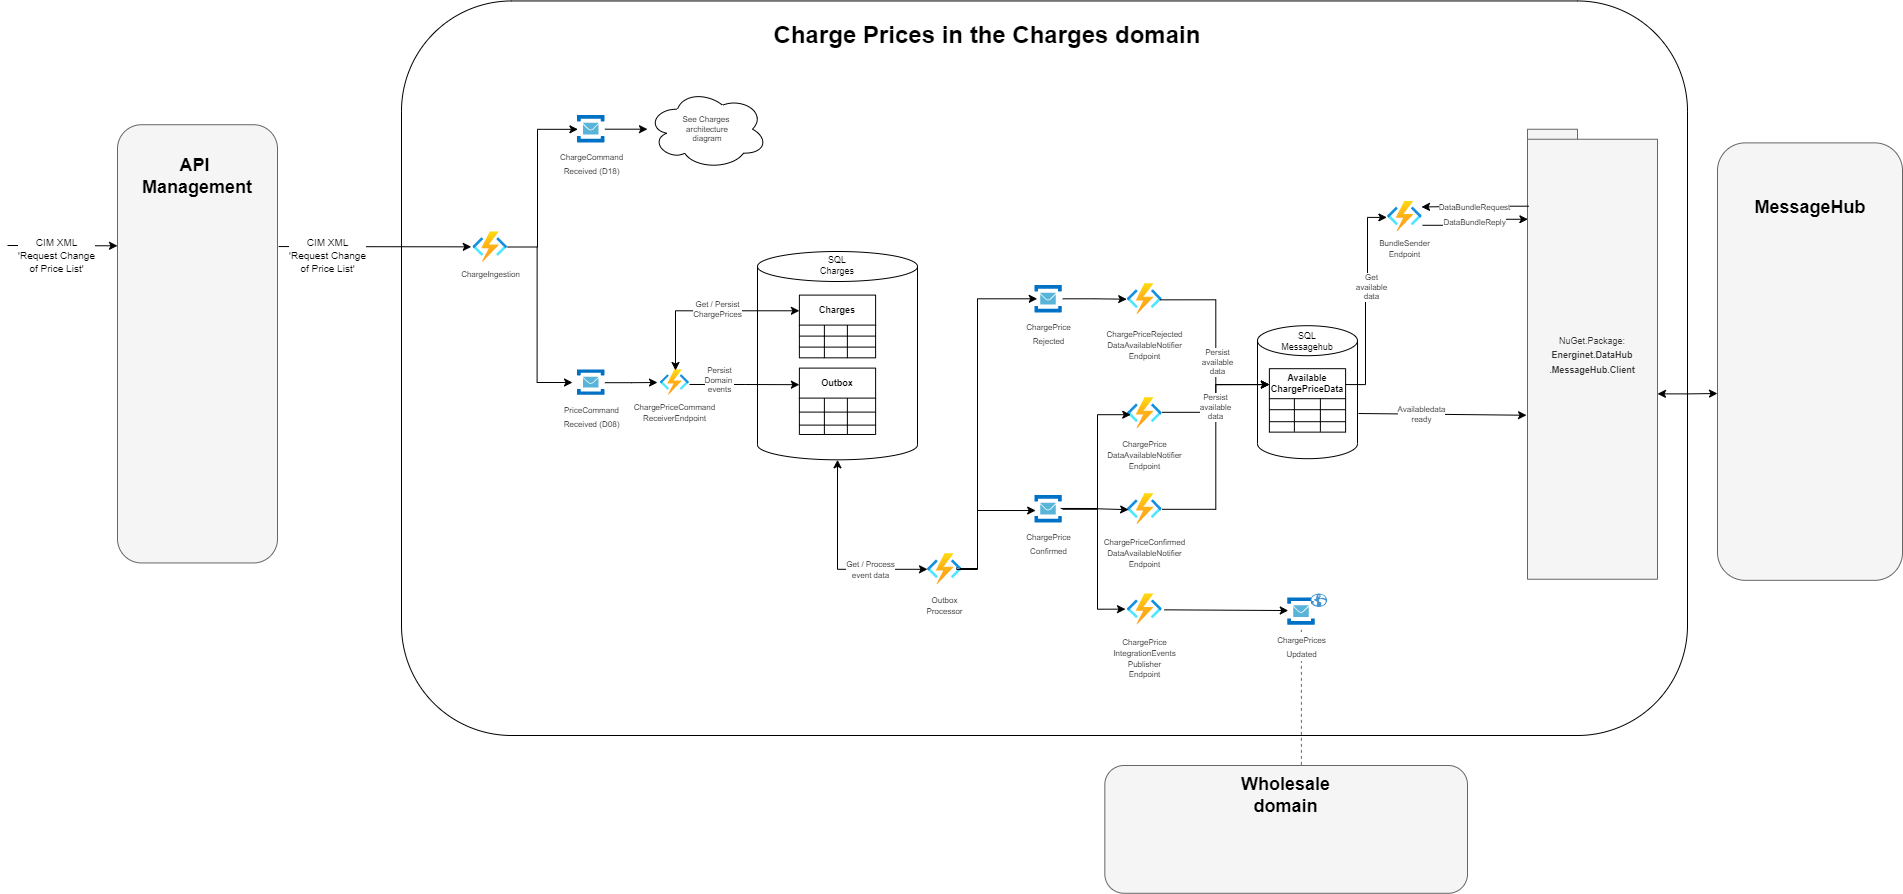 Charge Prices in the Charges domain
API
Management
CIM XML
'Request Change
of Price List'
CIM XML
'Request Change
of Price List'
ChargeIngestion
ChargeCommand
Received (D18)
See Charges
architecture
diagram
PriceCommand
Received (D08)
ChargePriceCommand
ReceiverEndpoint
Get / Persist
ChargePrices
Persist
Domain
events
SQL
Charges
Charges
Outbox
Get / Process
event data
Outbox
Processor
ChargePrice
Rejected
ChargePriceRejected
DataAvailableNotifier
Endpoint
ChargePrice
Confirmed
ChargePrice
DataAvailableNotifier
Endpoint
ChargePriceConfirmed
DataAvailableNotifier
Endpoint
ChargePrice
IntegrationEvents
Publisher
Endpoint
Persist
available
data
Persist
available
data
SQL
Messagehub
Available
ChargePriceData
Get
available
data
BundleSender
Endpoint
DataBundleRequest
DataBundleReply
Availabledata
ready
NuGet.Package:
Energinet.DataHub
.MessageHub.Client
MessageHub
ChargePrices
Updated
Wholesale
domain